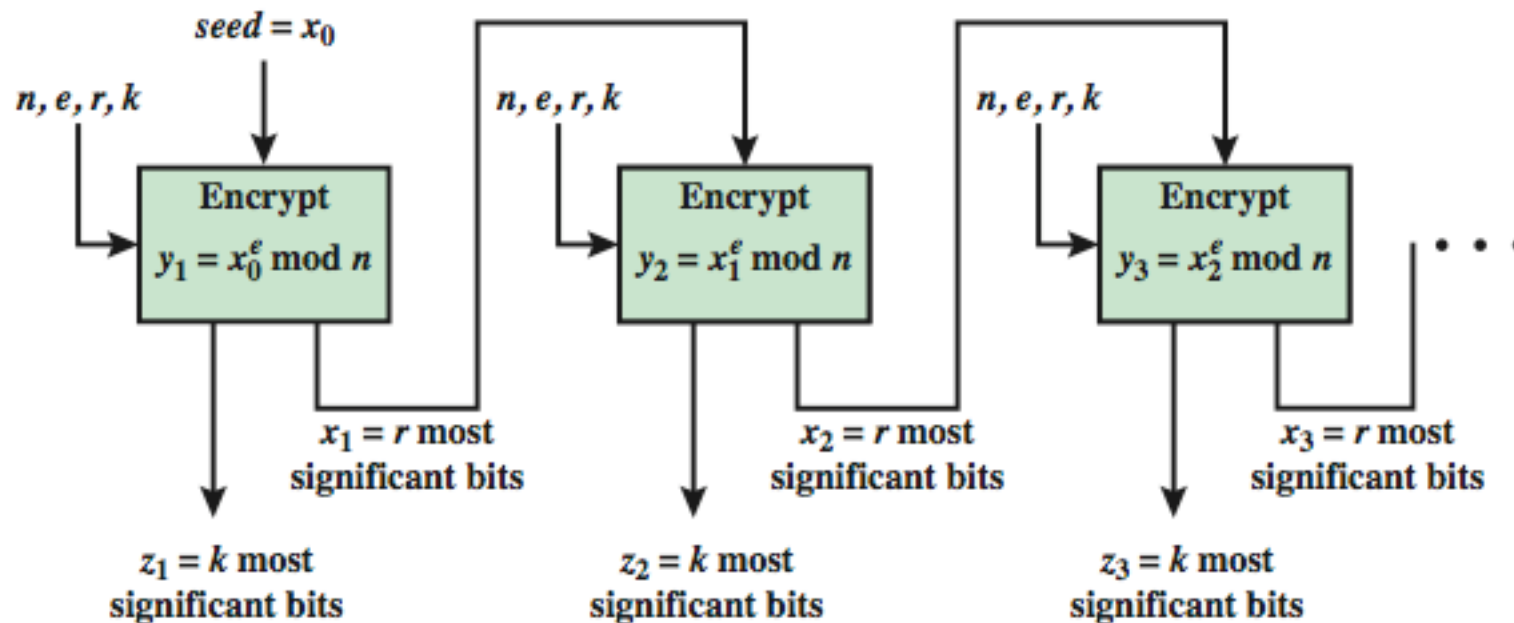 seed = x₀
n, e, r, k
n, e, r, k
n, e, r, k
Encrypt
y₁ = x₀ᵉ mod n
Encrypt
y₂ = x₁ᵉ mod n
Encrypt
y₃ = x₂ᵉ mod n
• • •
x₁ = r most
significant bits
x₂ = r most
significant bits
x₃ = r most
significant bits
z₁ = k most
significant bits
z₂ = k most
significant bits
z₃ = k most
significant bits